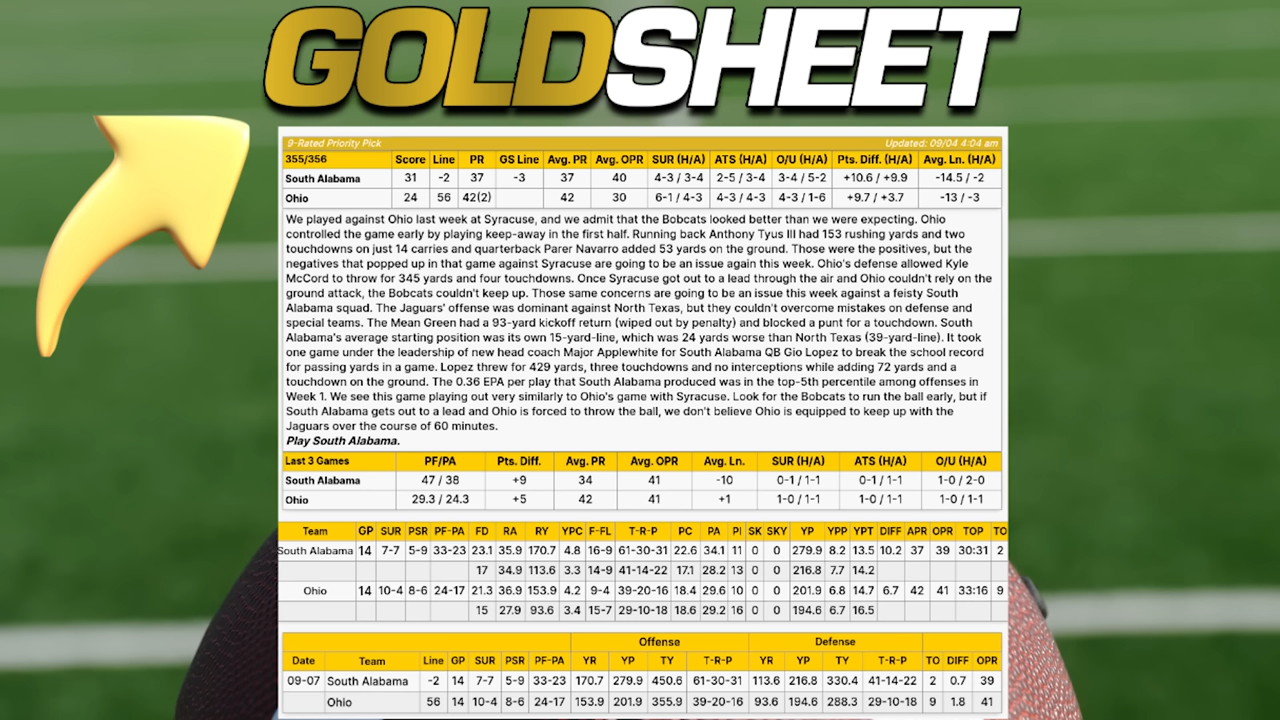 GOLDSHEET
9-Rated Priority Pick Updated: 09/04 4:04 am
355/356 Score Line PR GS Line Avg. PR Avg. OPR SUR (H/A) ATS (H/A) O/U (H/A) Pts. Diff. (H/A) Avg. Ln. (H/A)
South Alabama 31 -2 37 -3 37 40 4-3 / 3-4 2-5 / 3-4 3-4 / 5-2 +10.6 / +9.9 -14.5 / -2
Ohio 24 56 42(2) 42 30 6-1 / 4-3 4-3 / 4-3 4-3 / 1-6 +9.7 / +3.7 -13 / -3
We played against Ohio last week at Syracuse, and we admit that the Bobcats looked better than we were expecting. Ohio
controlled the game early by playing keep-away in the first half. Running back Anthony Tyus III had 153 rushing yards and two
touchdowns on just 14 carries and quarterback Parer Navarro added 53 yards on the ground. Those were the positives, but the
negatives that popped up in that game against Syracuse are going to be an issue again this week. Ohio's defense allowed Kyle
McCord to throw for 345 yards and four touchdowns. Once Syracuse got out to a lead through the air and Ohio couldn't rely on the
ground attack, the Bobcats couldn't keep up. Those same concerns are going to be an issue this week against a feisty South
Alabama squad. The Jaguars' offense was dominant against North Texas, but they couldn't overcome mistakes on defense and
special teams. The Mean Green had a 93-yard kickoff return (wiped out by penalty) and blocked a punt for a touchdown. South
Alabama's average starting position was its own 15-yard-line, which was 24 yards worse than North Texas (39-yard-line). It took
one game under the leadership of new head coach Major Applewhite for South Alabama QB Gio Lopez to break the school record
for passing yards in a game. Lopez threw for 429 yards, three touchdowns and no interceptions while adding 72 yards and a
touchdown on the ground. The 0.36 EPA per play that South Alabama produced was in the top-5th percentile among offenses in
Week 1. We see this game playing out very similarly to Ohio's game with Syracuse. Look for the Bobcats to run the ball early, but if
South Alabama gets out to a lead and Ohio is forced to throw the ball, we don't believe Ohio is equipped to keep up with the
Jaguars over the course of 60 minutes.
Play South Alabama.
Last 3 Games PF/PA Pts. Diff. Avg. PR Avg. OPR Avg. Ln. SUR (H/A) ATS (H/A) O/U (H/A)
South Alabama 47 / 38 +9 34 41 -10 0-1 / 1-1 0-1 / 1-1 1-0 / 2-0
Ohio 29.3 / 24.3 +5 42 41 +1 1-0 / 1-1 1-0 / 1-1 1-0 / 1-1
Team GP SUR PSR PF-PA FD RA RY YPC F-FL T-R-P PC PA PI SK SKY YP YPP YPT DIFF APR OPR TOP TO
South Alabama 14 7-7 5-9 33-23 23.1 35.9 170.7 4.8 16-9 61-30-31 22.6 34.1 11 0 0 279.9 8.2 13.5 10.2 37 39 30:31 2
17 34.9 113.6 3.3 14-9 41-14-22 17.1 28.2 13 0 0 216.8 7.7 14.2
Ohio 14 10-4 8-6 24-17 21.3 36.9 153.9 4.2 9-4 39-20-16 18.4 29.6 10 0 0 201.9 6.8 14.7 6.7 42 41 33:16 9
15 27.9 93.6 3.4 15-7 29-10-18 18.6 29.2 16 0 0 194.6 6.7 16.5
Offense Defense
Date Team Line GP SUR PSR PF-PA YR YP TY T-R-P YR YP TY T-R-P TO DIFF OPR
09-07 South Alabama -2 14 7-7 5-9 33-23 170.7 279.9 450.6 61-30-31 113.6 216.8 330.4 41-14-22 2 0.7 39
Ohio 56 14 10-4 8-6 24-17 153.9 201.9 355.9 39-20-16 93.6 194.6 288.3 29-10-18 9 1.8 41